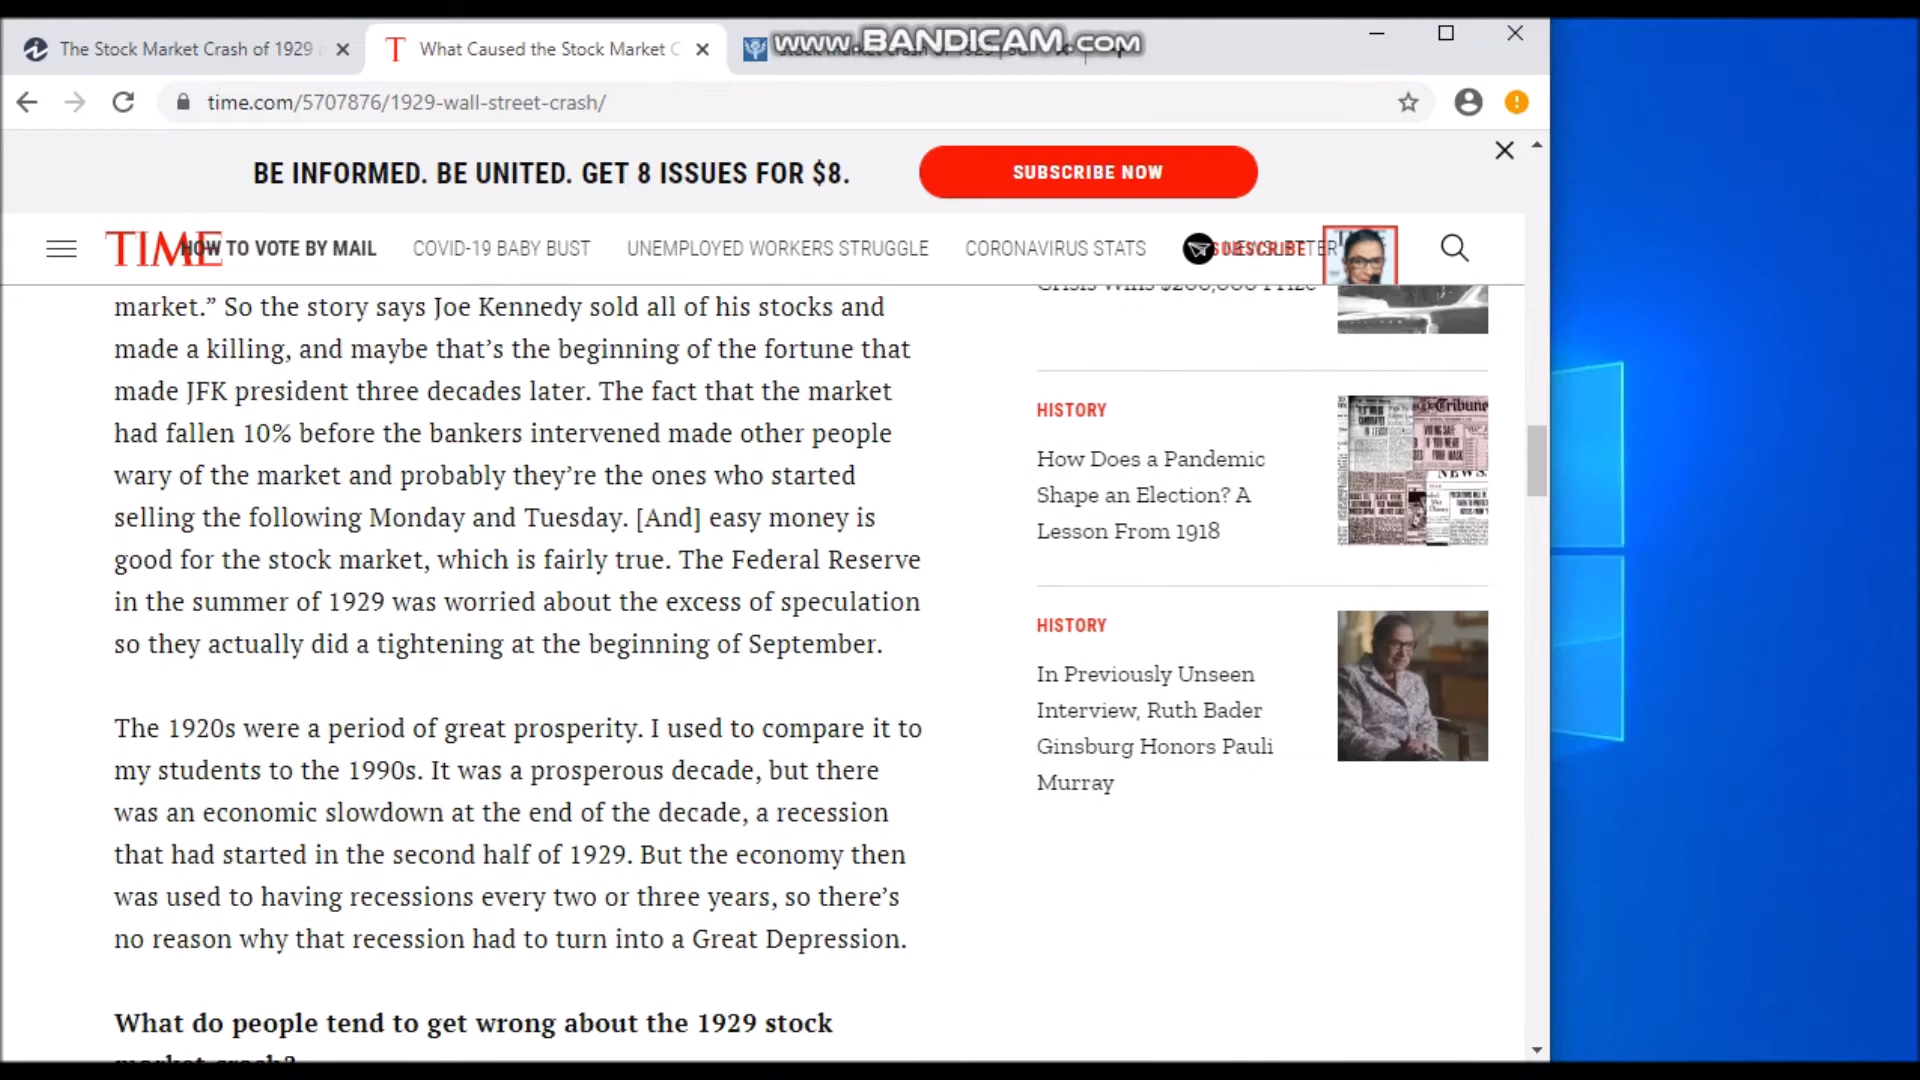 The Stock Market Crash of 1929
What Caused the Stock Market C
www.BANDICAM.com
time.com/5707876/1929-wall-street-crash/
BE INFORMED. BE UNITED. GET 8 ISSUES FOR $8.
SUBSCRIBE NOW
TIME
HOW TO VOTE BY MAIL
COVID-19 BABY BUST
UNEMPLOYED WORKERS STRUGGLE
CORONAVIRUS STATS
SUBSCRIBE
market.” So the story says Joe Kennedy sold all of his stocks and
made a killing, and maybe that’s the beginning of the fortune that
made JFK president three decades later. The fact that the market
had fallen 10% before the bankers intervened made other people
wary of the market and probably they’re the ones who started
selling the following Monday and Tuesday. [And] easy money is
good for the stock market, which is fairly true. The Federal Reserve
in the summer of 1929 was worried about the excess of speculation
so they actually did a tightening at the beginning of September.
The 1920s were a period of great prosperity. I used to compare it to
my students to the 1990s. It was a prosperous decade, but there
was an economic slowdown at the end of the decade, a recession
that had started in the second half of 1929. But the economy then
was used to having recessions every two or three years, so there’s
no reason why that recession had to turn into a Great Depression.
What do people tend to get wrong about the 1929 stock
market crash?
Crisis Wins $200,000 Prize
HISTORY
How Does a Pandemic
Shape an Election? A
Lesson From 1918
Tribune
NEWS
HISTORY
In Previously Unseen
Interview, Ruth Bader
Ginsburg Honors Pauli
Murray